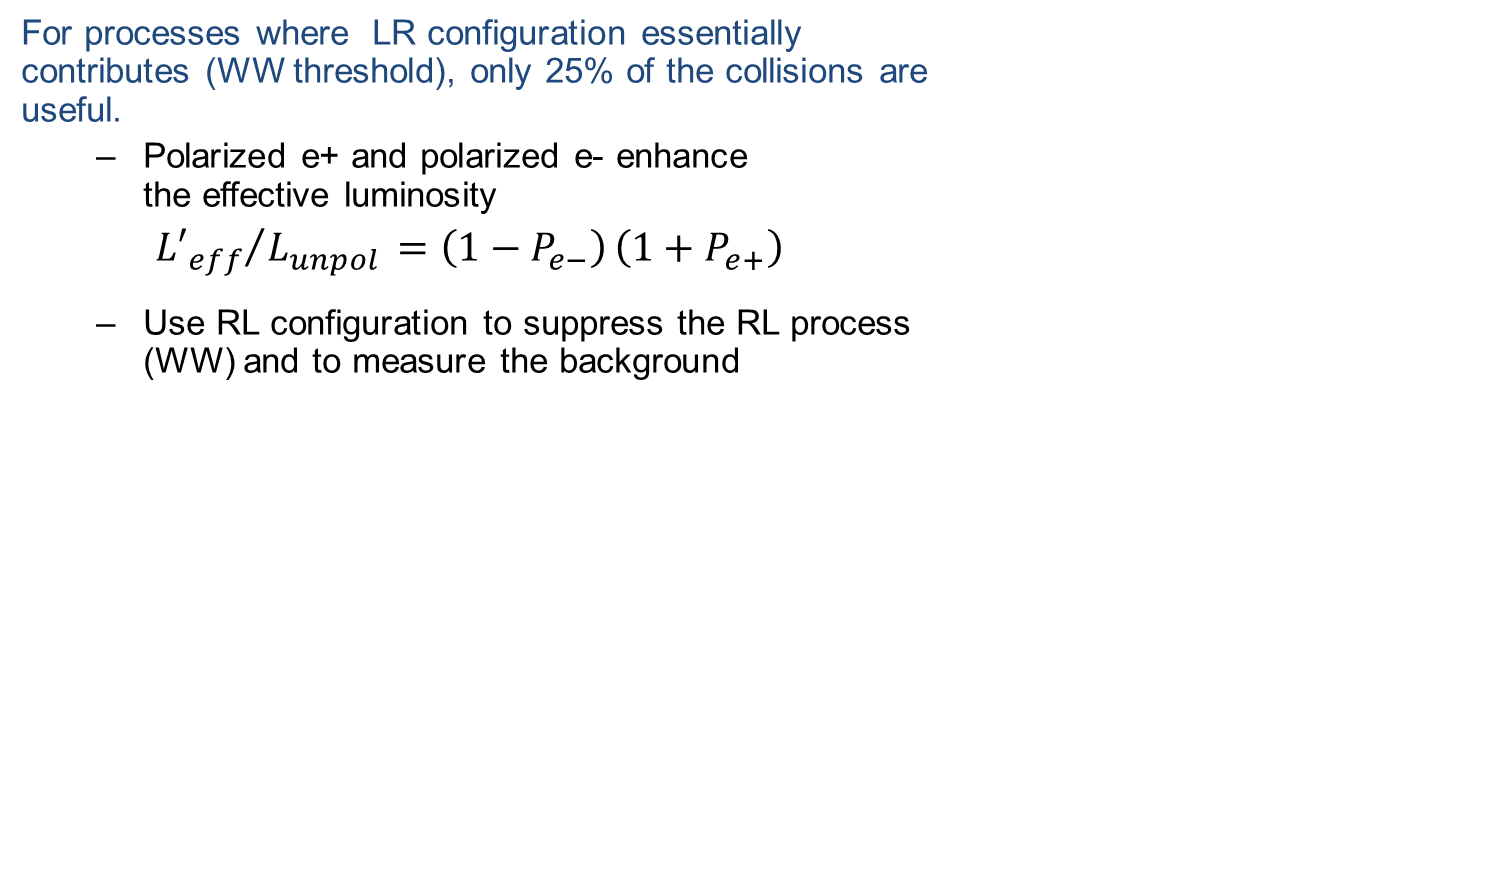 For processes where LR configuration essentially
contributes (WW threshold), only 25% of the collisions are
useful.
– Polarized e+ and polarized e- enhance
the effective luminosity
L′eff/Lunpol = (1 − Pe−)(1 + Pe+)
– Use RL configuration to suppress the RL process
(WW) and to measure the background